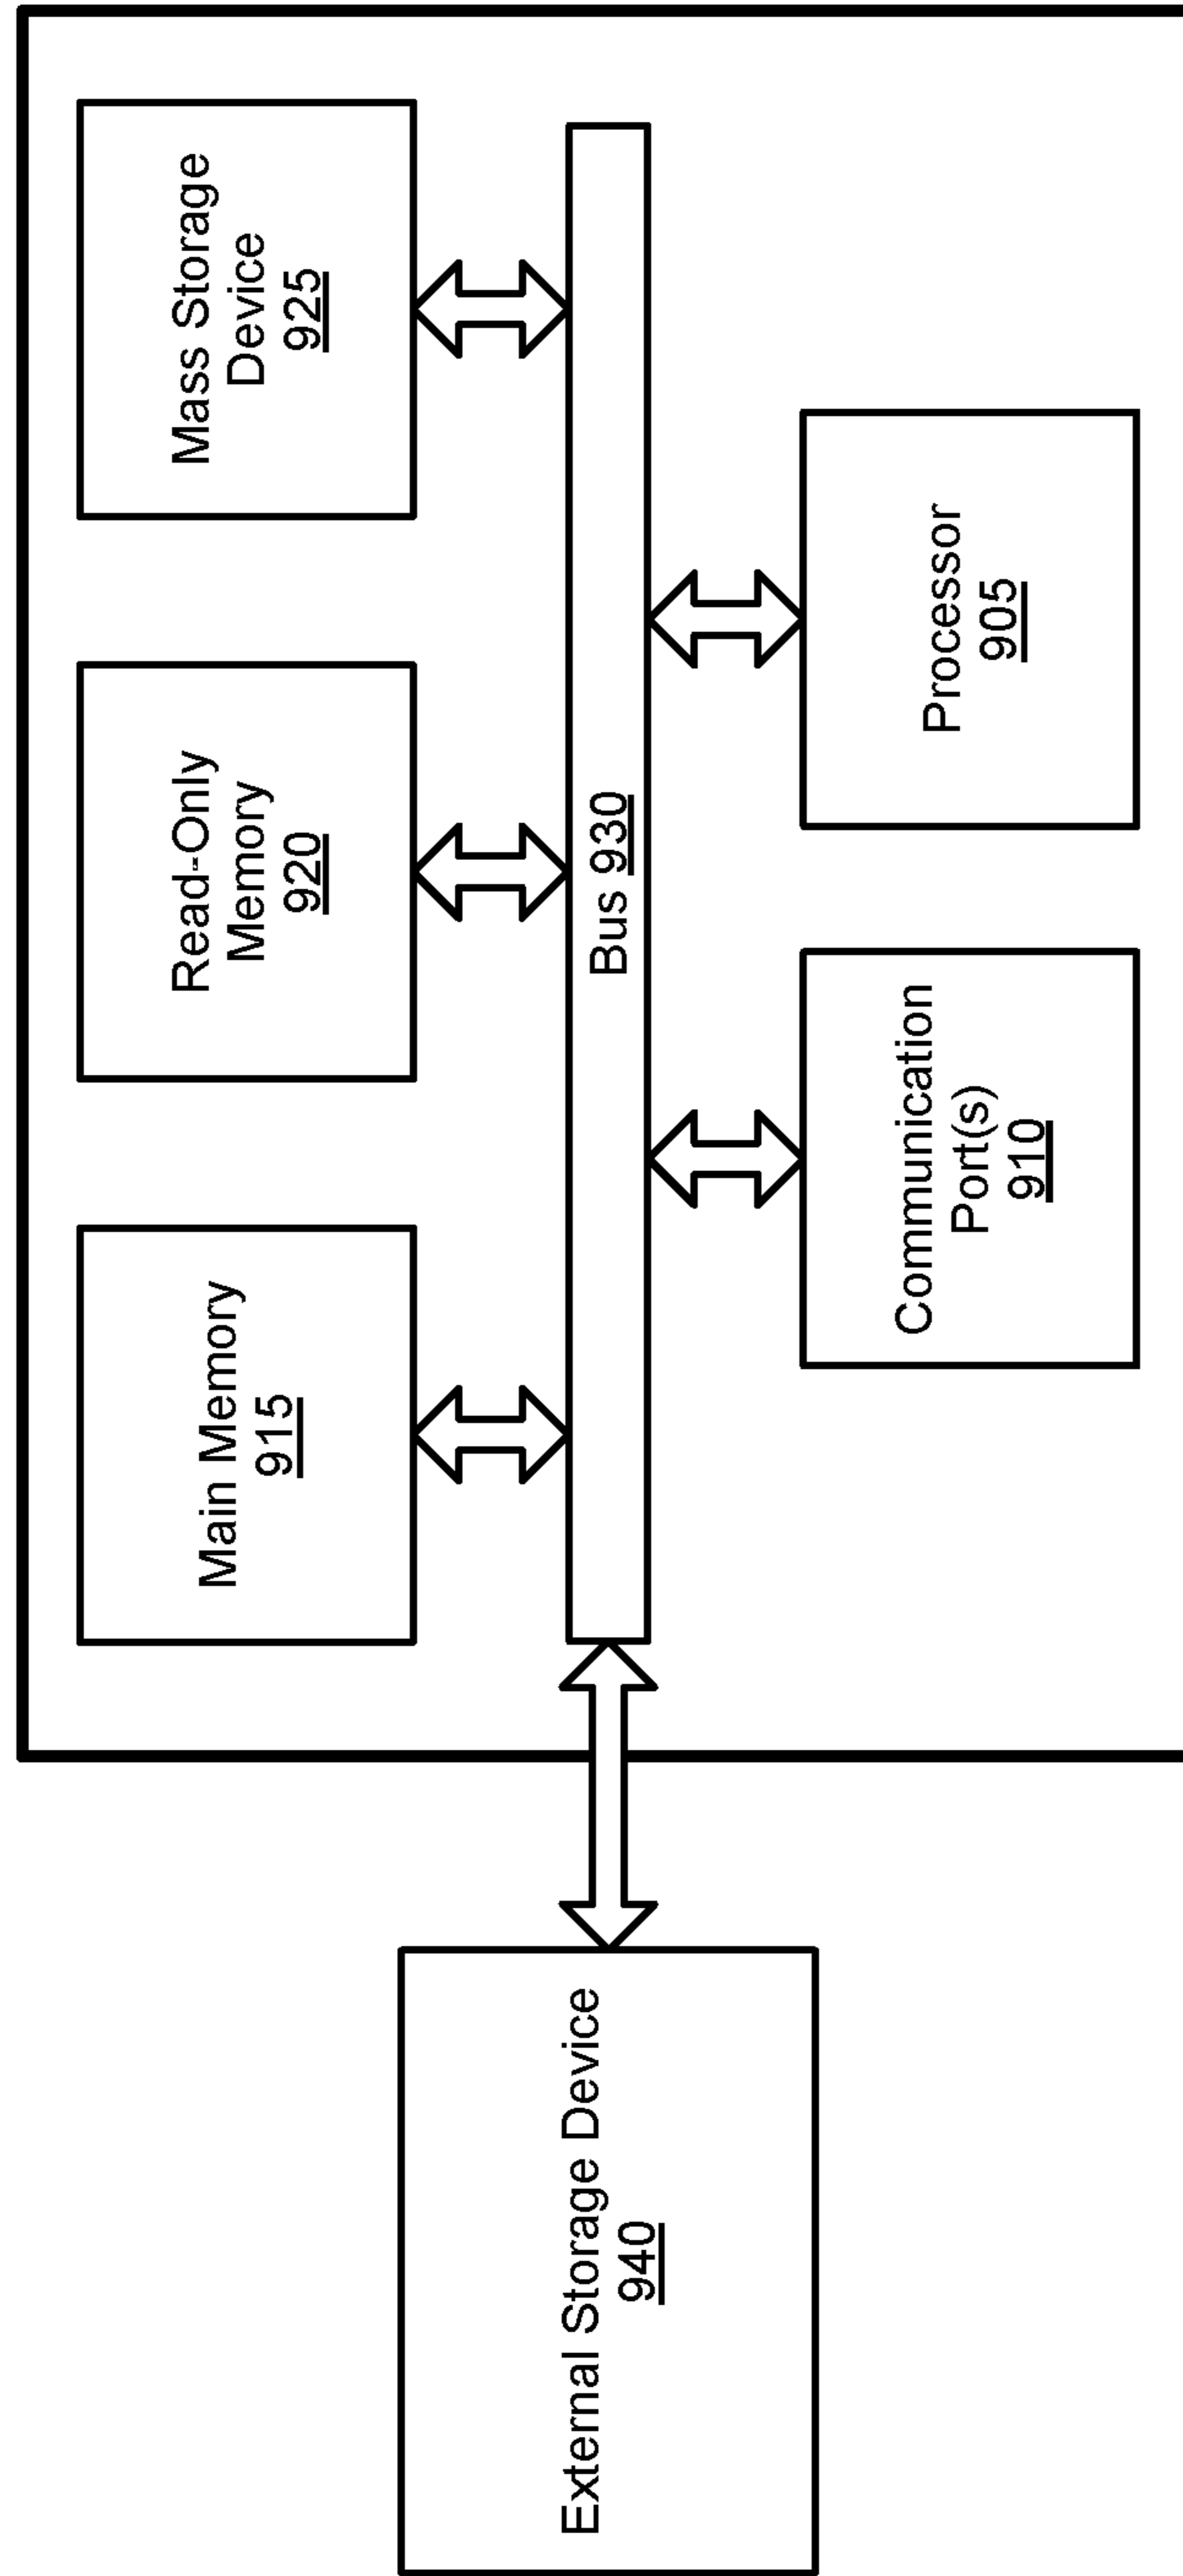 Main Memory
915
Read-Only
Memory
920
Mass Storage
Device
925
External Storage Device
940
Bus 930
Communication
Port(s)
910
Processor
905